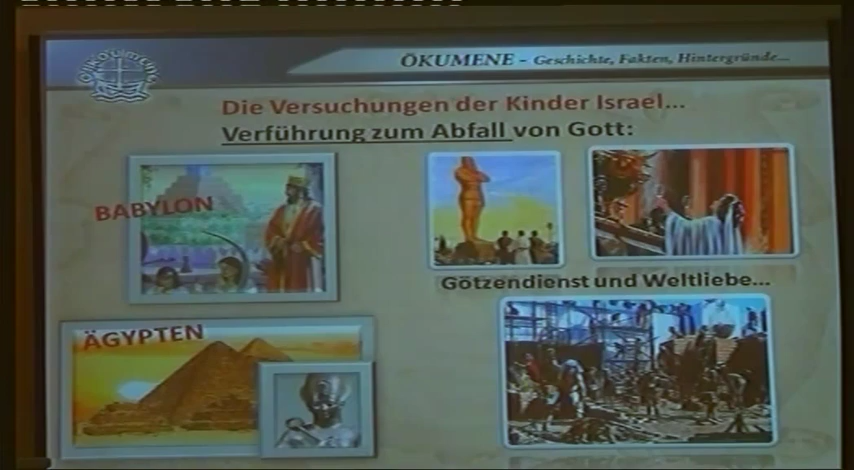 ÖKUMENE - Geschichte, Fakten, Hintergründe...
Die Versuchungen der Kinder Israel...
Verführung zum Abfall von Gott:
BABYLON
Götzendienst und Weltliebe...
ÄGYPTEN